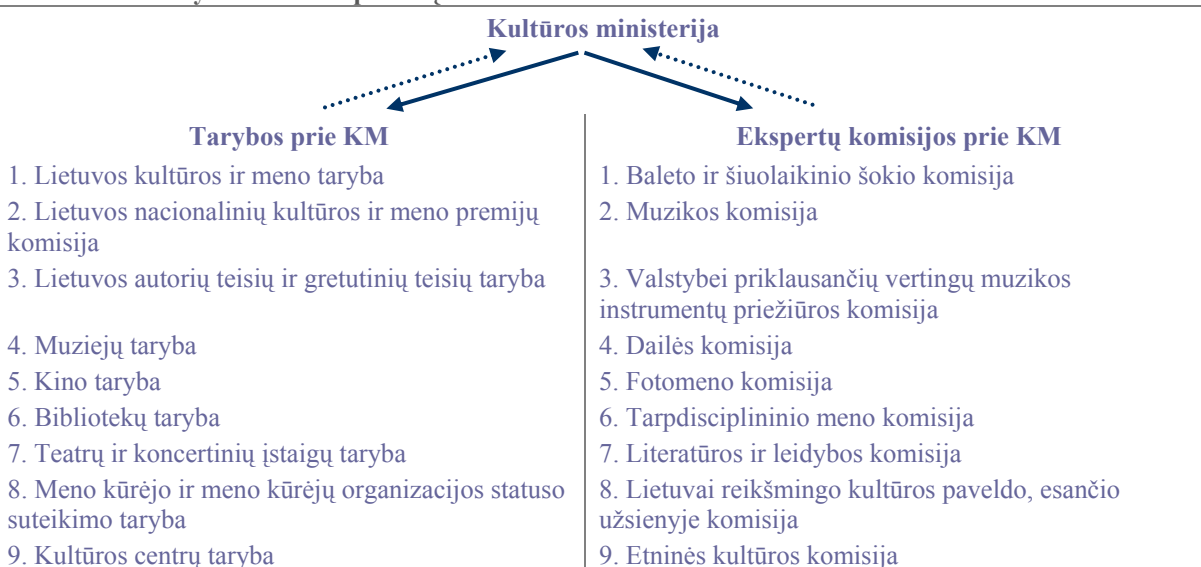 Kultūros ministerija
Tarybos prie KM
Ekspertų komisijos prie KM
1. Lietuvos kultūros ir meno taryba
1. Baleto ir šiuolaikinio šokio komisija
2. Lietuvos nacionalinių kultūros ir meno premijų
komisija
2. Muzikos komisija
3. Lietuvos autorių teisių ir gretutinių teisių taryba
3. Valstybei priklausančių vertingų muzikos
instrumentų priežiūros komisija
4. Muziejų taryba
4. Dailės komisija
5. Kino taryba
5. Fotomeno komisija
6. Bibliotekų taryba
6. Tarpdisciplininio meno komisija
7. Teatrų ir koncertinių įstaigų taryba
7. Literatūros ir leidybos komisija
8. Meno kūrėjo ir meno kūrėjų organizacijos statuso
suteikimo taryba
8. Lietuvai reikšmingo kultūros paveldo, esančio
užsienyje komisija
9. Kultūros centrų taryba
9. Etninės kultūros komisija